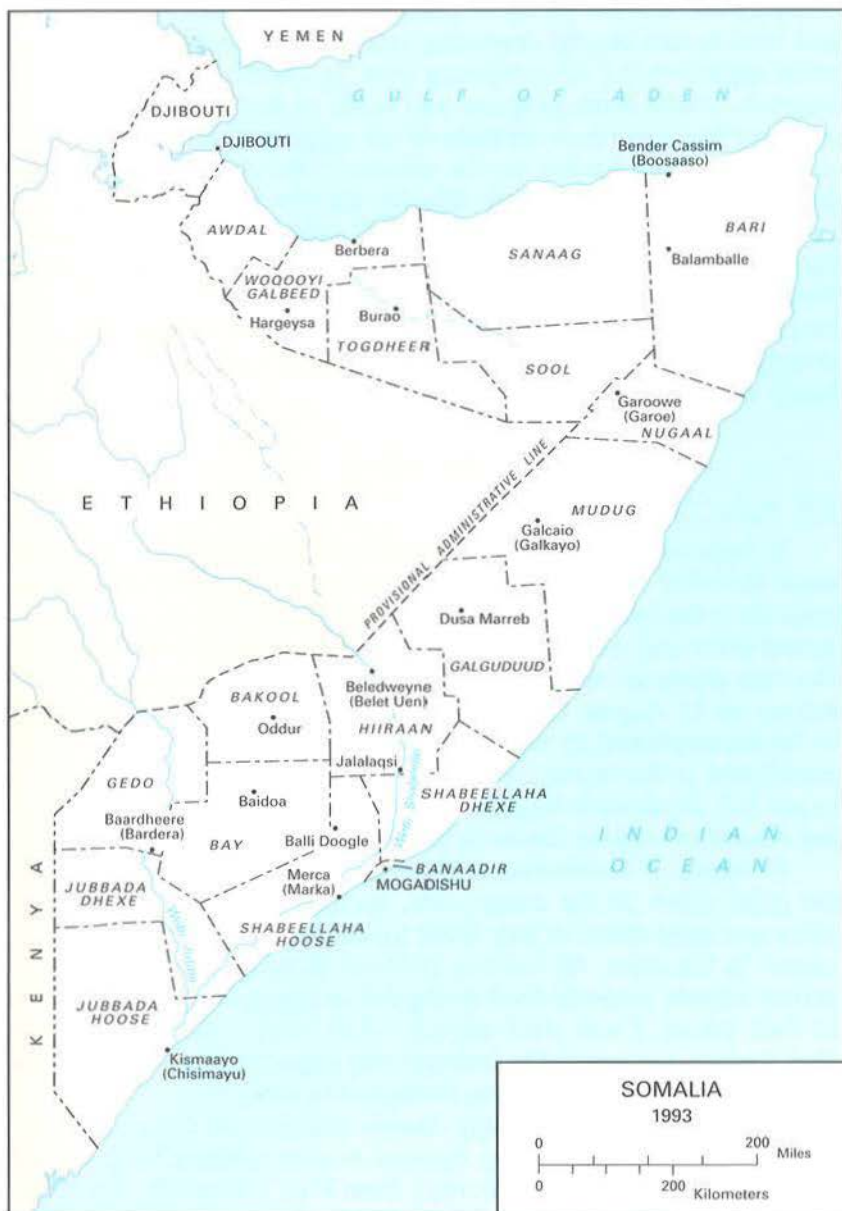 YEMEN
GULF OF ADEN
DJIBOUTI
DJIBOUTI
Bender Cassim
(Boosaaso)
AWDAL
Berbera
SANAAG
BARI
Balamballe
WOQOOYI
GALBEED
Hargeysa
Burao
TOGDHEER
SOOL
Garoowe
(Garoe)
NUGAAL
ETHIOPIA
PROVISIONAL ADMINISTRATIVE LINE
MUDUG
Galcaio
(Galkayo)
Dusa Marreb
GALGUDUUD
Beledweyne
(Belet Uen)
BAKOOL
Oddur
HIIRAAN
Jalalaqsi
GEDO
Baidoa
SHABEELLAHA
DHEXE
Webi Shabeelle
Baardheere
(Bardera)
BAY
Balli Doogle
INDIAN
OCEAN
BANAADIR
MOGADISHU
Merca
(Marka)
JUBBADA
DHEXE
SHABEELLAHA
HOOSE
Webi
KENYA
JUBBADA
HOOSE
Kismaayo
(Chisimayu)
SOMALIA
1993
0 200 Miles
0 200
Kilometers